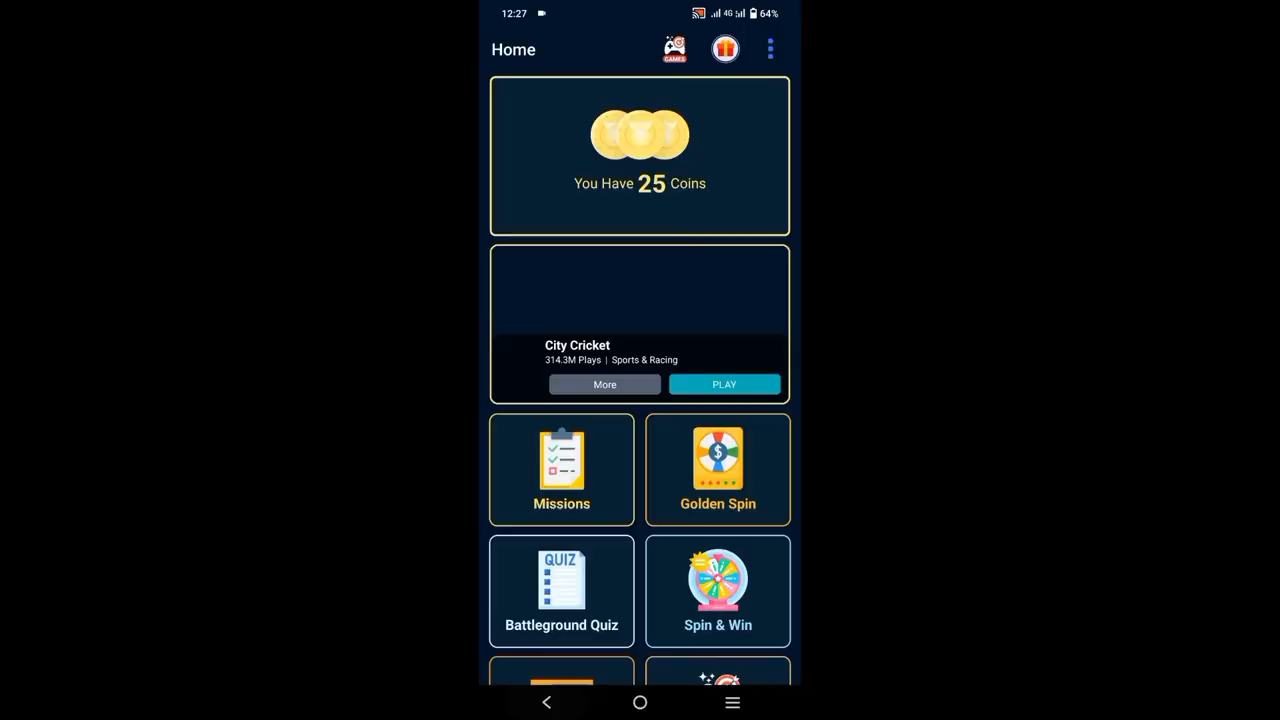 12:27
4G
64%
Home
GAMES
You Have 25 Coins
City Cricket
314.3M Plays | Sports & Racing
More
PLAY
Missions
$
Golden Spin
QUIZ
Battleground Quiz
Spin & Win